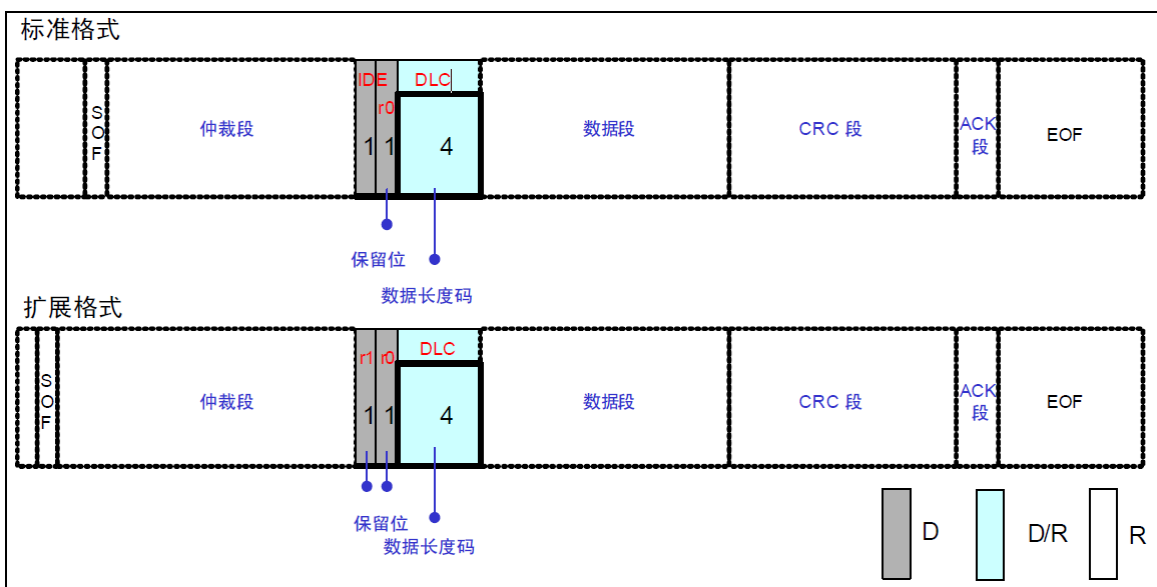 标准格式
SOF
仲裁段
IDE
r0
DLC
1
1
4
数据段
CRC 段
ACK
段
EOF
保留位
数据长度码
扩展格式
SOF
仲裁段
r1
r0
DLC
1
1
4
数据段
CRC 段
ACK
段
EOF
保留位
数据长度码
D
D/R
R